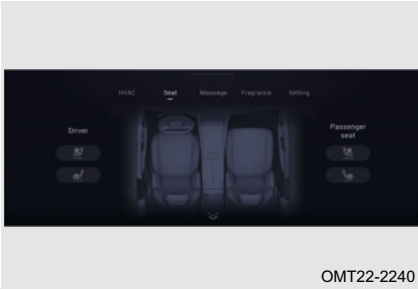 HVAC Seat Massage Fragrance Setting
Driver
Passenger
seat
OMT22-2240